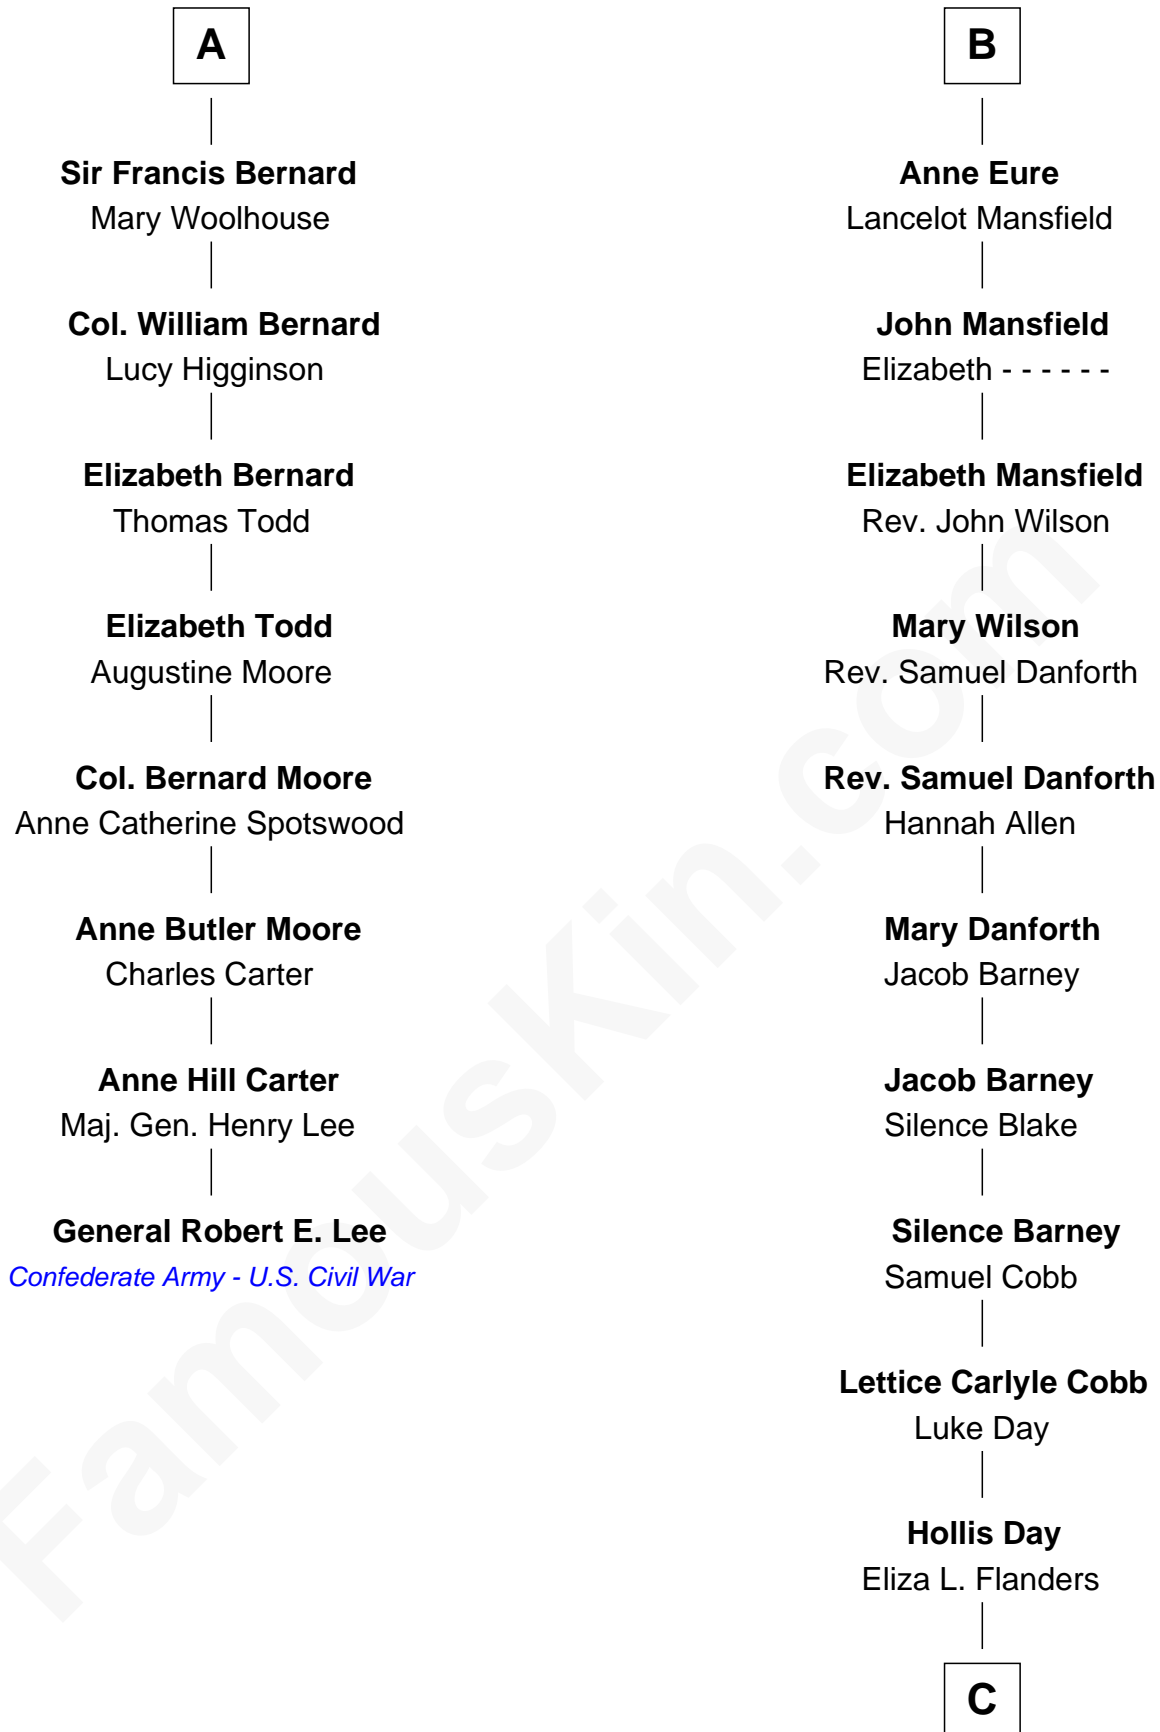 A
Sir Francis Bernard
Mary Woolhouse
Col. William Bernard
Lucy Higginson
Elizabeth Bernard
Thomas Todd
Elizabeth Todd
Augustine Moore
Col. Bernard Moore
Anne Catherine Spotswood
Anne Butler Moore
Charles Carter
Anne Hill Carter
Maj. Gen. Henry Lee
General Robert E. Lee
Confederate Army - U.S. Civil War
B
Anne Eure
Lancelot Mansfield
John Mansfield
Elizabeth - - - - - -
Elizabeth Mansfield
Rev. John Wilson
Mary Wilson
Rev. Samuel Danforth
Rev. Samuel Danforth
Hannah Allen
Mary Danforth
Jacob Barney
Jacob Barney
Silence Blake
Silence Barney
Samuel Cobb
Lettice Carlyle Cobb
Luke Day
Hollis Day
Eliza L. Flanders
C
FamousKin.com